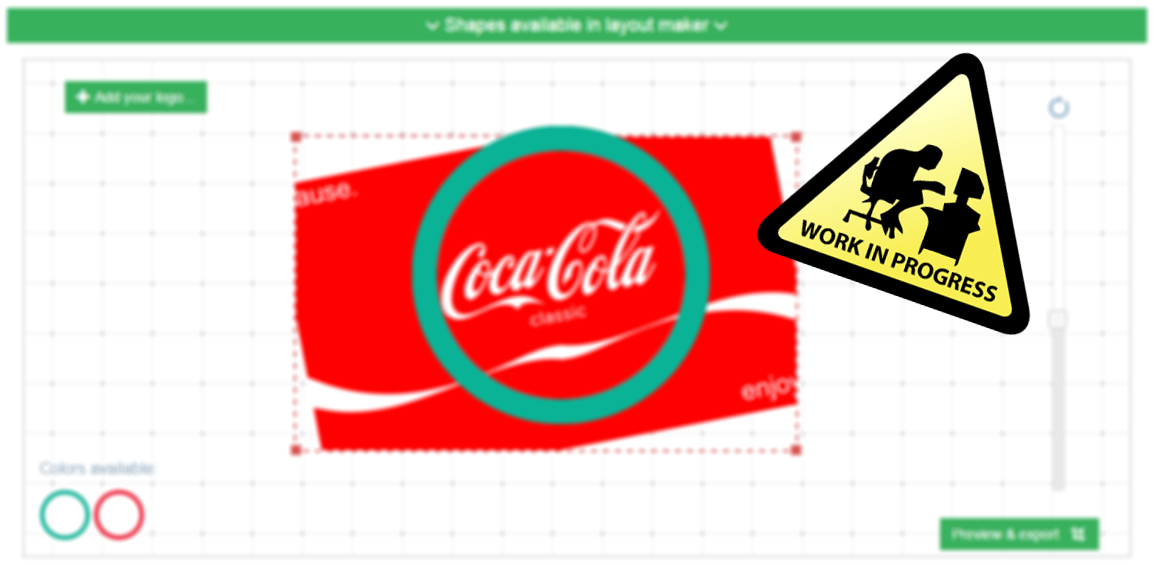 Shapes available in layout maker
Add your logo...
ause.
Coca-Cola
classic
enjoy
WORK IN PROGRESS
Colors available:
Preview & export